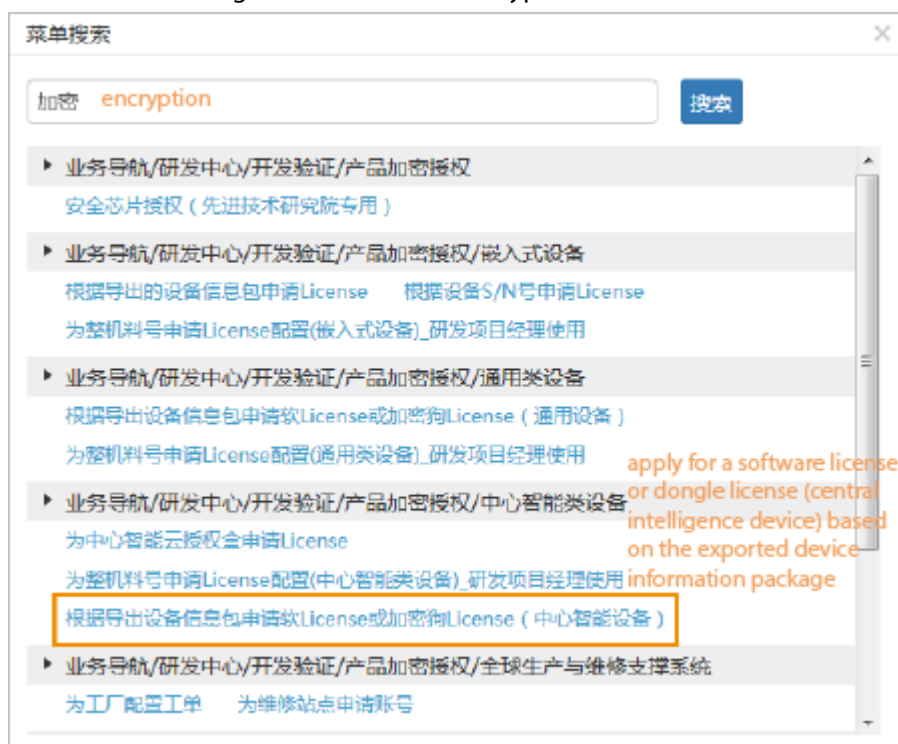 菜单搜索
加密 encryption 搜索
业务导航/研发中心/开发验证/产品加密授权
安全芯片授权（先进技术研究院专用）
业务导航/研发中心/开发验证/产品加密授权/嵌入式设备
根据导出的设备信息包申请License 根据设备S/N号申请License
为整机料号申请License配置(嵌入式设备)_研发项目经理使用
业务导航/研发中心/开发验证/产品加密授权/通用类设备
根据导出设备信息包申请软License或加密狗License（通用设备）
为整机料号申请License配置(通用类设备)_研发项目经理使用
业务导航/研发中心/开发验证/产品加密授权/中心智能类设备
为中心智能云授权盒申请License
为整机料号申请License配置(中心智能类设备)_研发项目经理使用
根据导出设备信息包申请软License或加密狗License（中心智能设备）
apply for a software license
or dongle license (central
intelligence device) based
on the exported device
information package
业务导航/研发中心/开发验证/产品加密授权/全球生产与维修支撑系统
为工厂配置工单 为维修站点申请账号